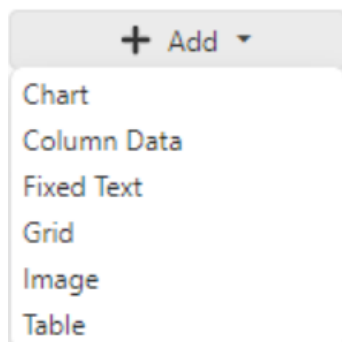 Add
Chart
Column Data
Fixed Text
Grid
Image
Table